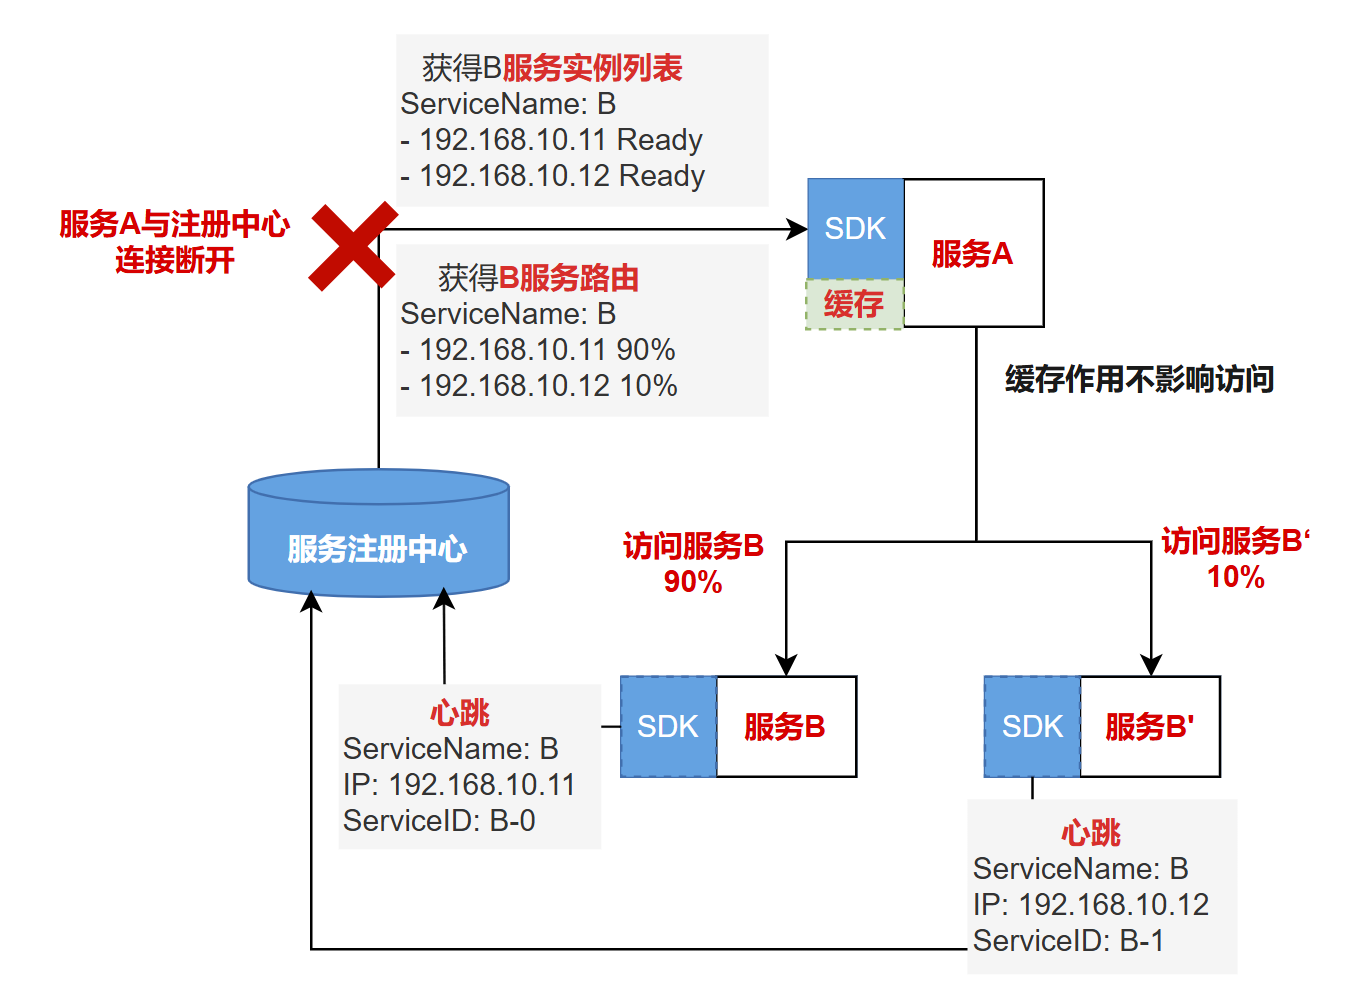 获得B服务实例列表
ServiceName: B
- 192.168.10.11 Ready
- 192.168.10.12 Ready
服务A与注册中心
连接断开
SDK
服务A
缓存
获得B服务路由
ServiceName: B
- 192.168.10.11 90%
- 192.168.10.12 10%
缓存作用不影响访问
服务注册中心
访问服务B
90%
访问服务B‘
10%
心跳
ServiceName: B
IP: 192.168.10.11
ServiceID: B-0
SDK
服务B
SDK
服务B'
心跳
ServiceName: B
IP: 192.168.10.12
ServiceID: B-1